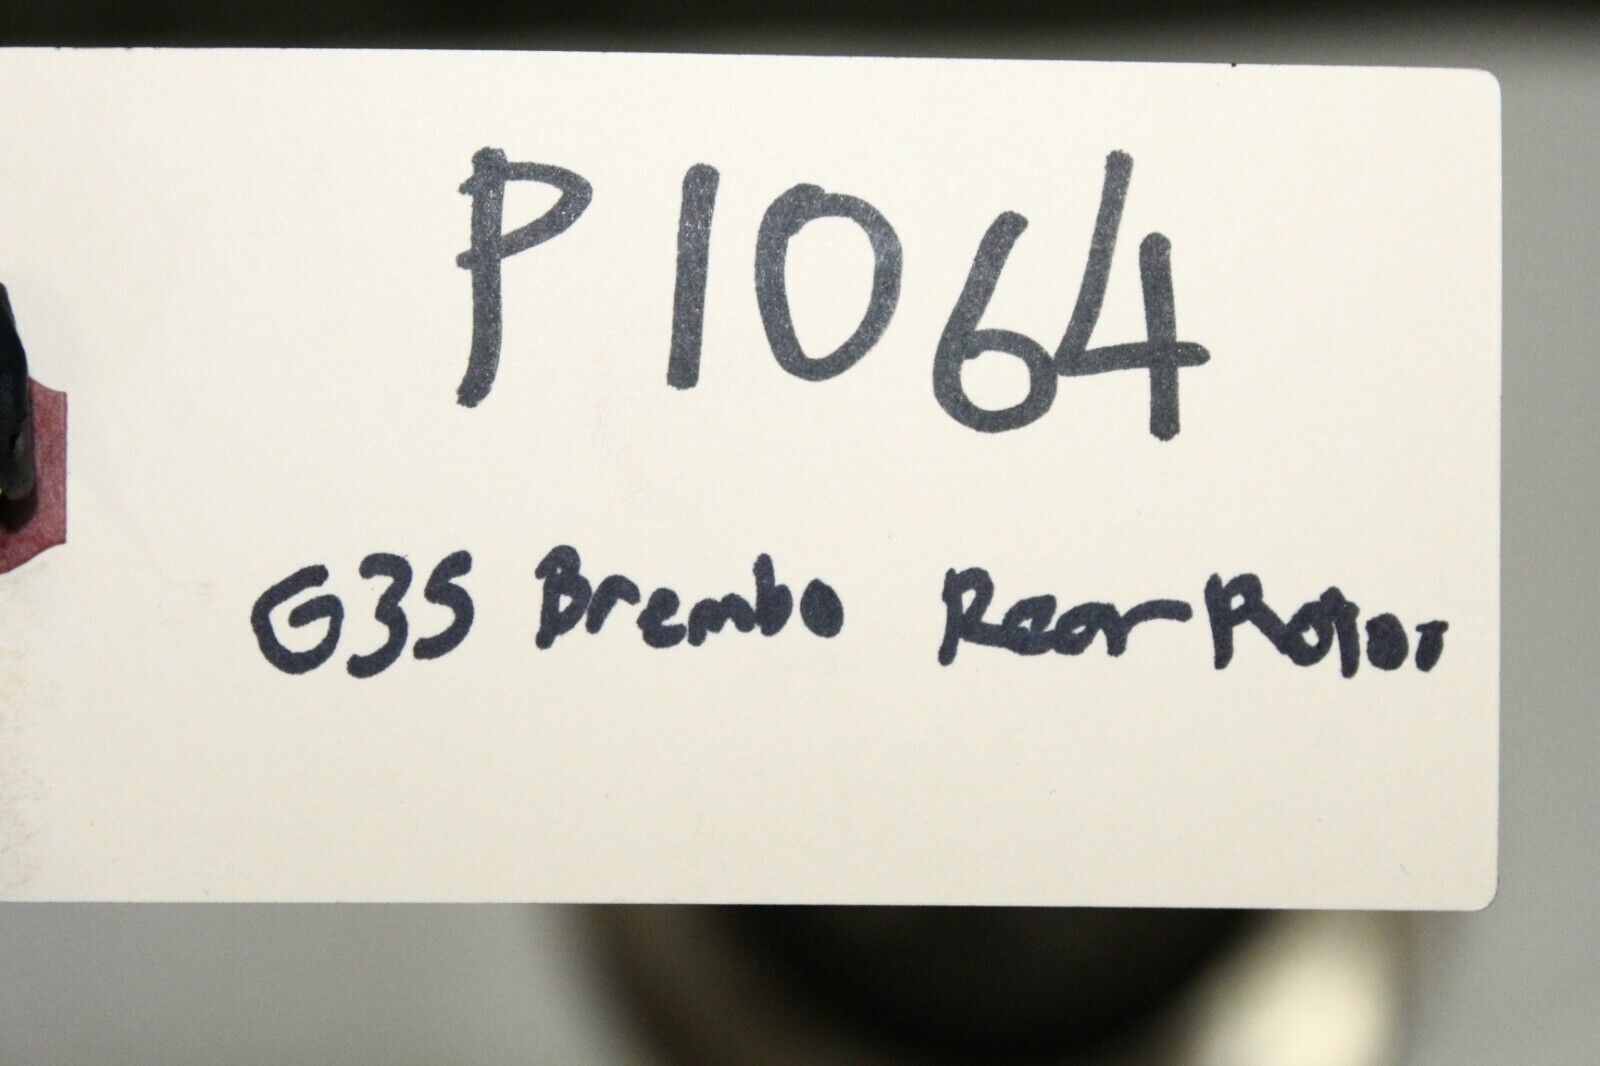 P1064
G35 Brembo Rear Rotor